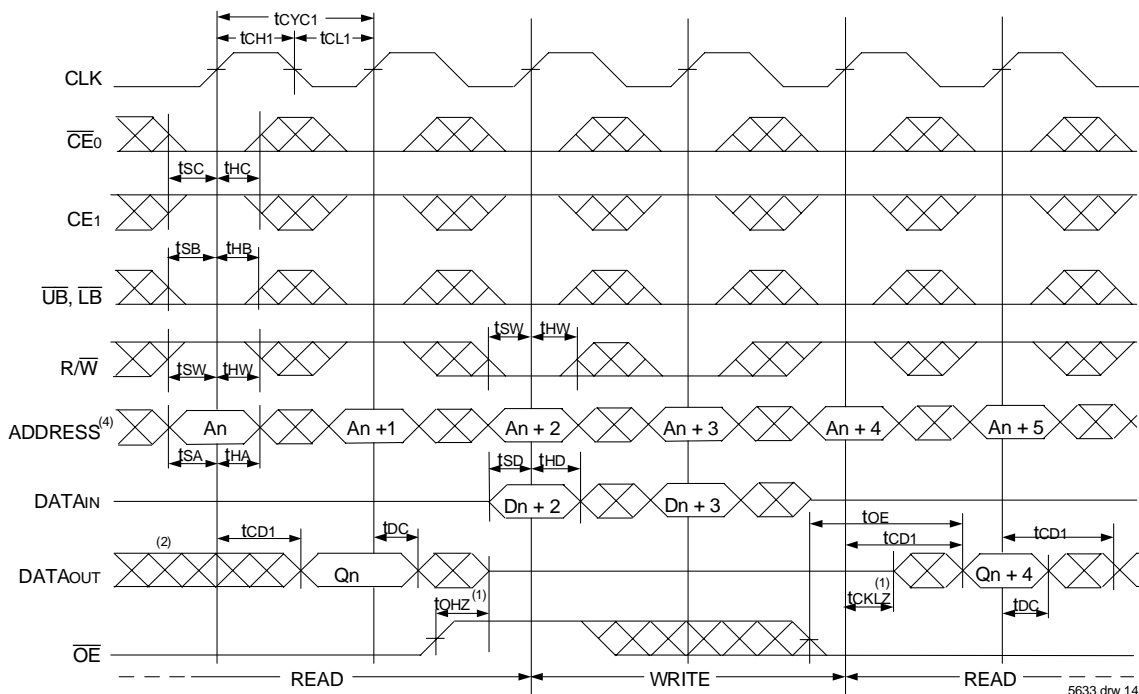 tCYC1
tCH1 tCL1
CLK
CE0
tSC tHC
CE1
tSB tHB
UB, LB
tSW tHW
R/W
tSW tHW
ADDRESS(4) An An +1 An + 2 An + 3 An + 4 An + 5
tSA tHA tSD tHD
DATAIN Dn + 2 Dn + 3
tOE
tCD1 tDC tCD1 tCD1
(2)
DATAOUT Qn Qn + 4
tOHZ(1) tCKLZ(1) tDC
OE
READ WRITE READ
5633 drw 14